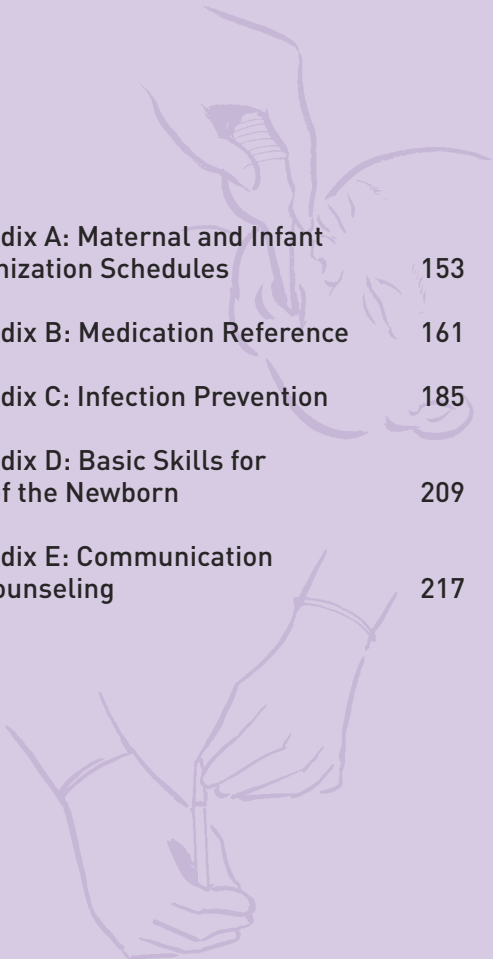 dix A: Maternal and Infant
nization Schedules 153
dix B: Medication Reference 161
dix C: Infection Prevention 185
dix D: Basic Skills for
f the Newborn 209
dix E: Communication
ounseling 217